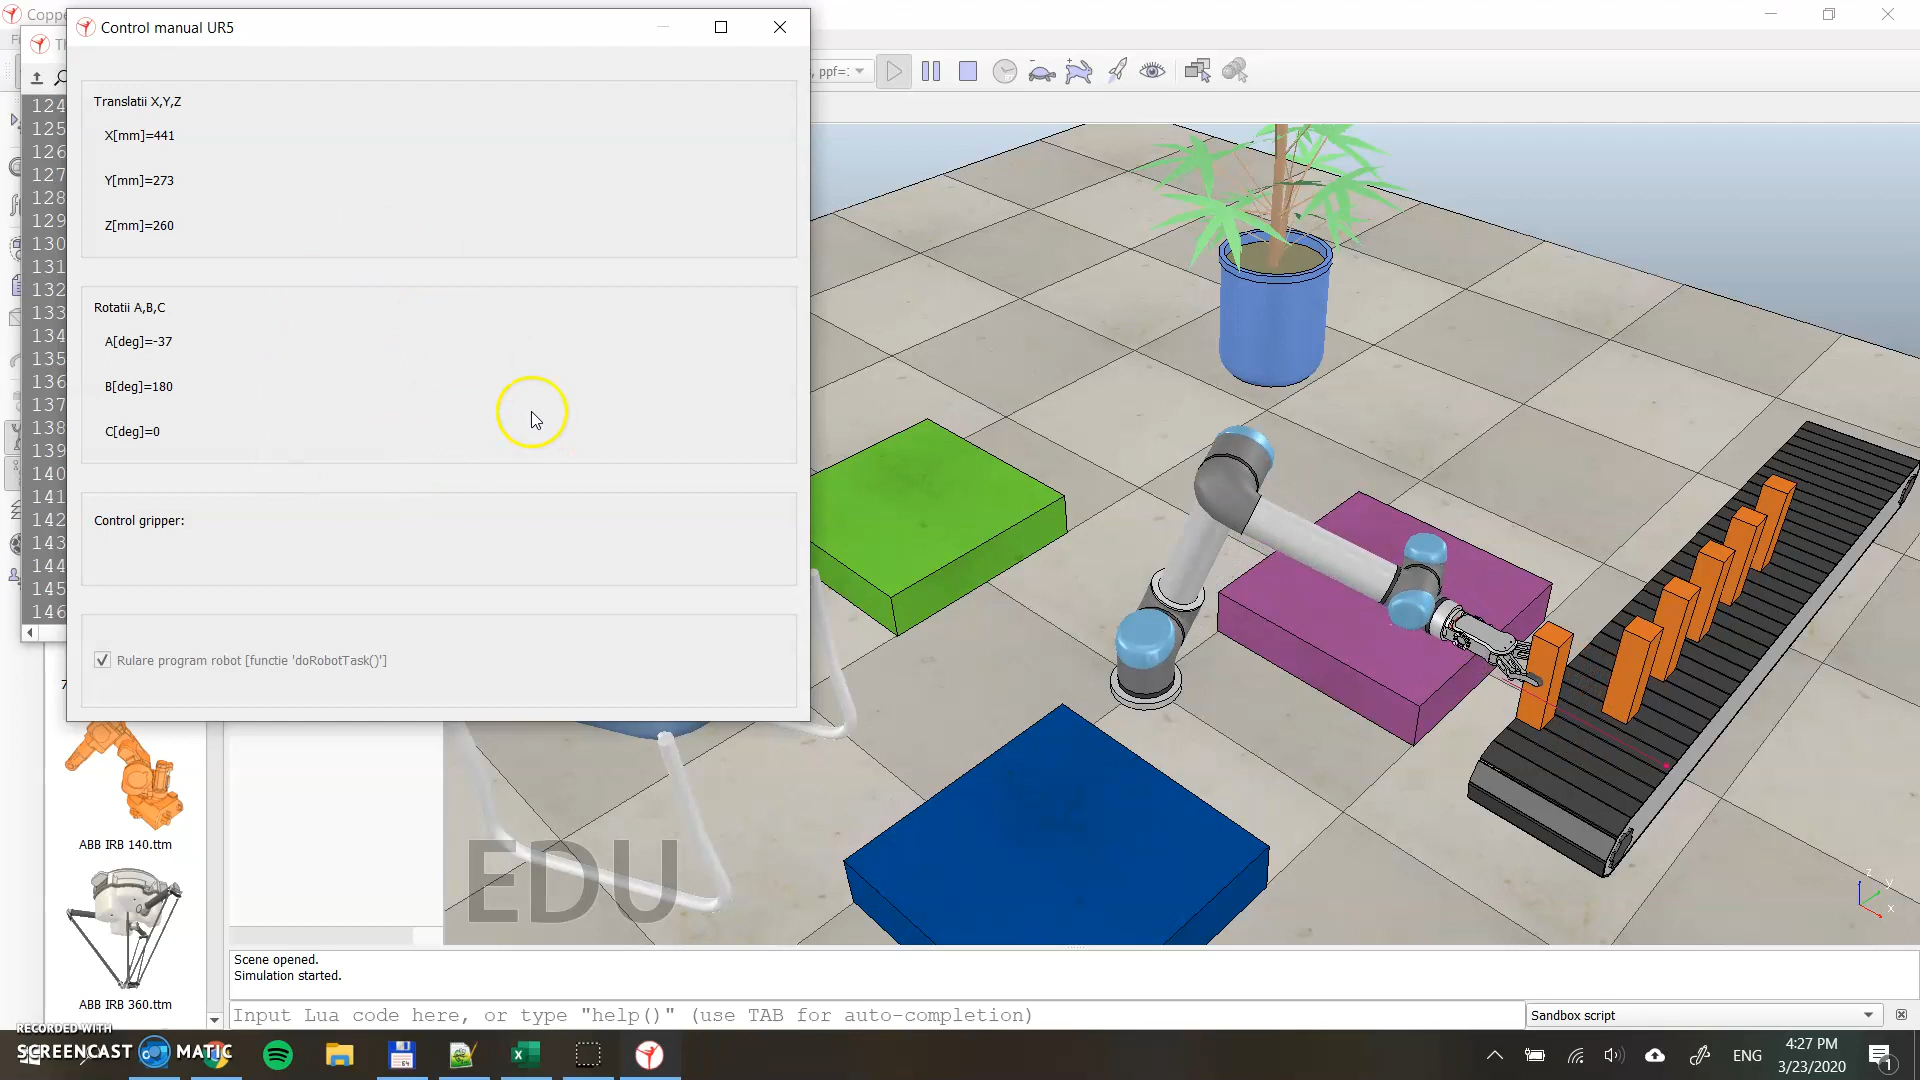 Coppe
Control manual UR5
, ppf=:
Translatii X,Y,Z
X[mm]=441
Y[mm]=273
Z[mm]=260
Rotatii A,B,C
A[deg]=-37
B[deg]=180
C[deg]=0
Control gripper:
Rulare program robot [functie 'doRobotTask()']
124
125
126
127
128
129
130
131
132
133
134
135
136
137
138
139
140
141
142
143
144
145
146
ABB IRB 140.ttm
ABB IRB 360.ttm
EDU
z
y
x
Scene opened.
Simulation started.
Input Lua code here, or type "help()" (use TAB for auto-completion)
Sandbox script
RECORDED WITH
SCREENCAST MATIC
64
ENG
4:27 PM
3/23/2020
1